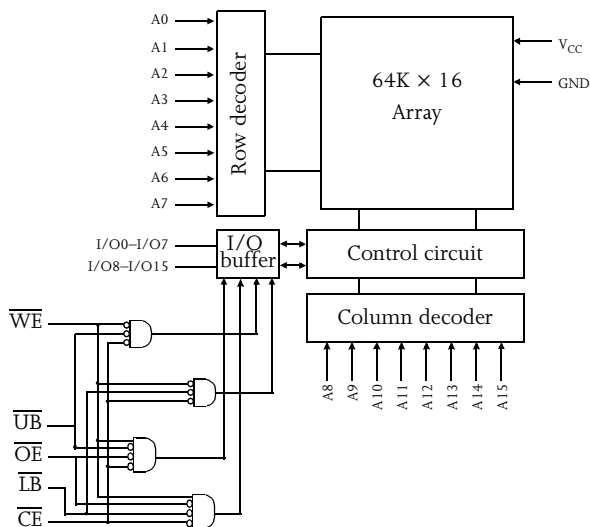 A0
A1
A2
A3
A4
A5
A6
A7
Row decoder
64K × 16
Array
VCC
GND
I/O0–I/O7
I/O8–I/O15
I/O
buffer
Control circuit
Column decoder
A8
A9
A10
A11
A12
A13
A14
A15
WE
UB
OE
LB
CE